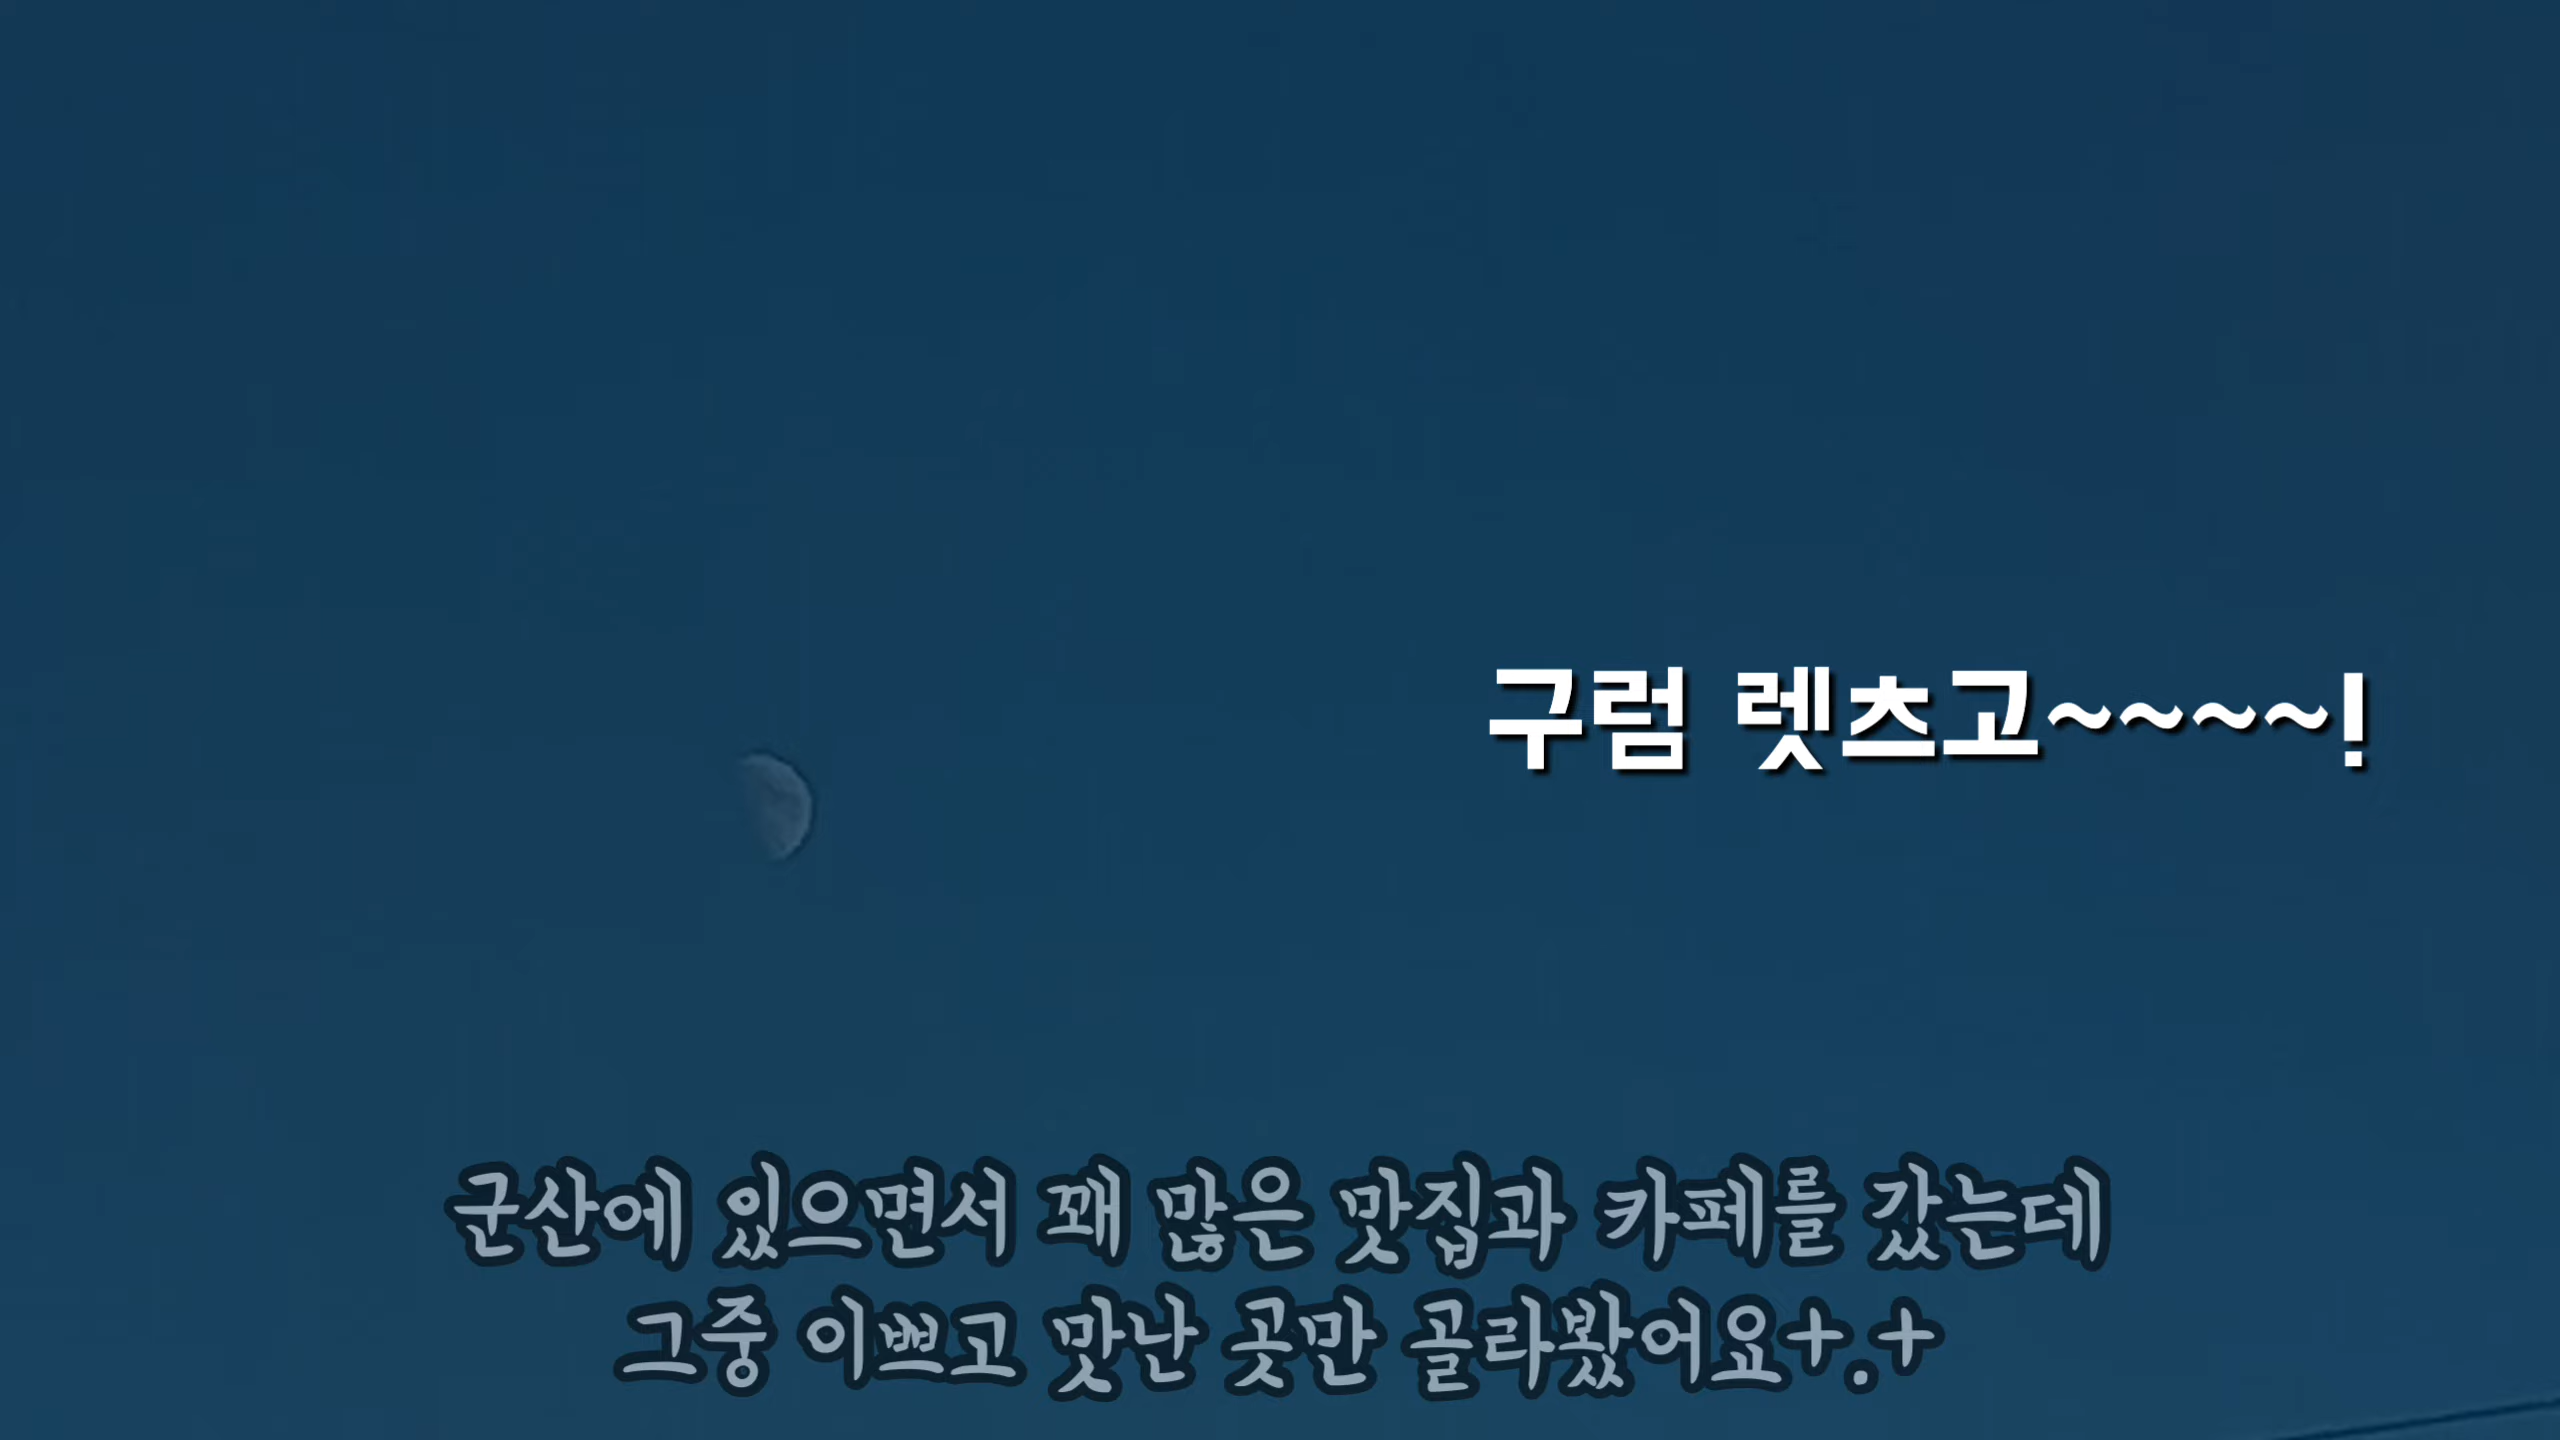 구럼 렛츠고~~~~!
군산에 있으면서 꽤 많은 맛집과 카페를 갔는데
그중 이쁘고 맛난 곳만 골라봤어요+.+